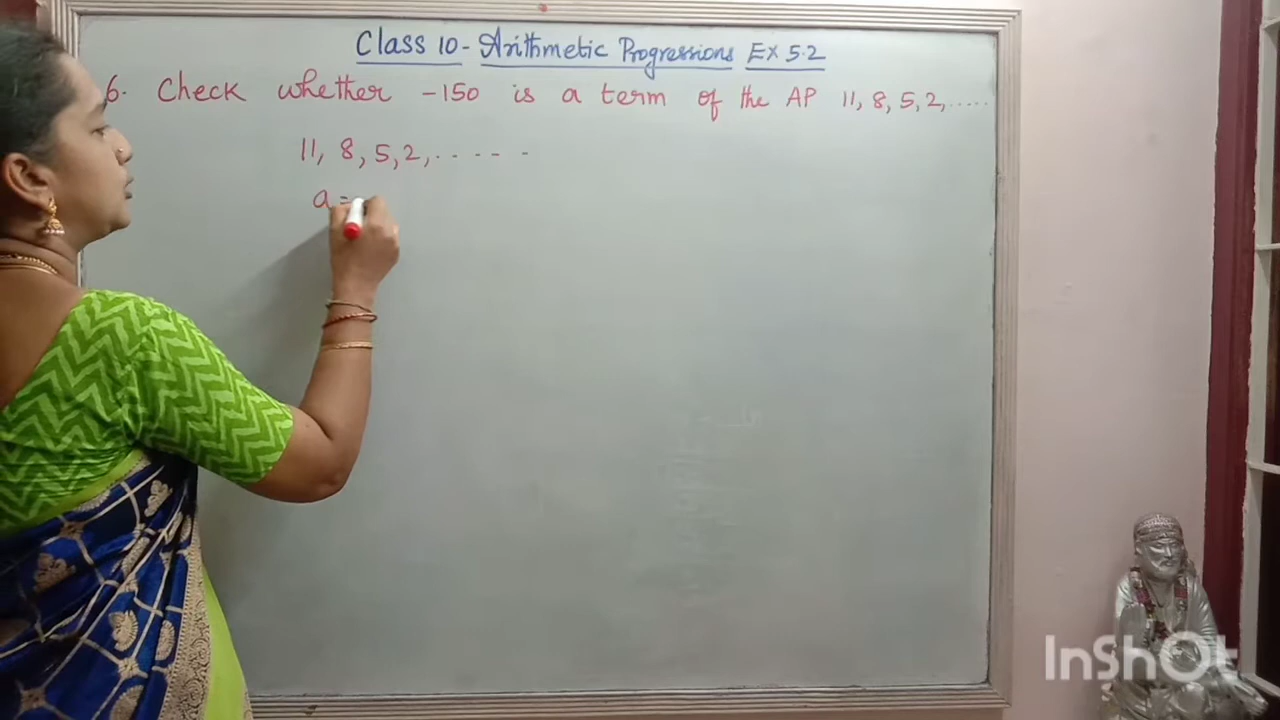 Class 10 - Arithmetic Progressions Ex 5.2
6. Check whether -150 is a term of the AP 11, 8, 5, 2, .....
11, 8, 5, 2, ......
a =
InShOt